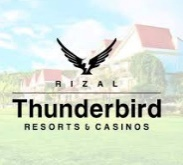 RIZAL
Thunderbird
RESORTS & CASINOS